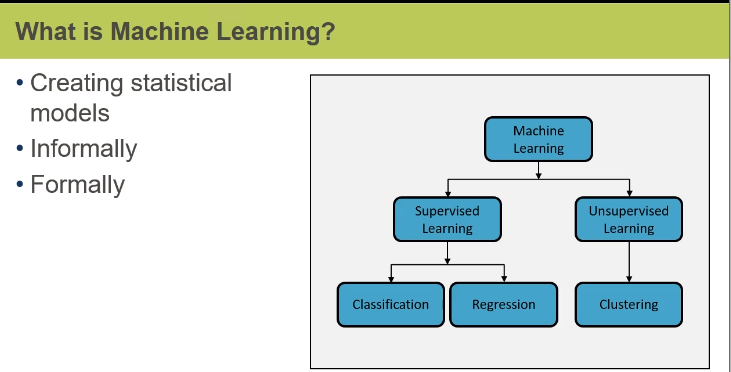 What is Machine Learning?
• Creating statistical
models
• Informally
• Formally
Machine
Learning
Supervised
Learning
Unsupervised
Learning
Classification
Regression
Clustering